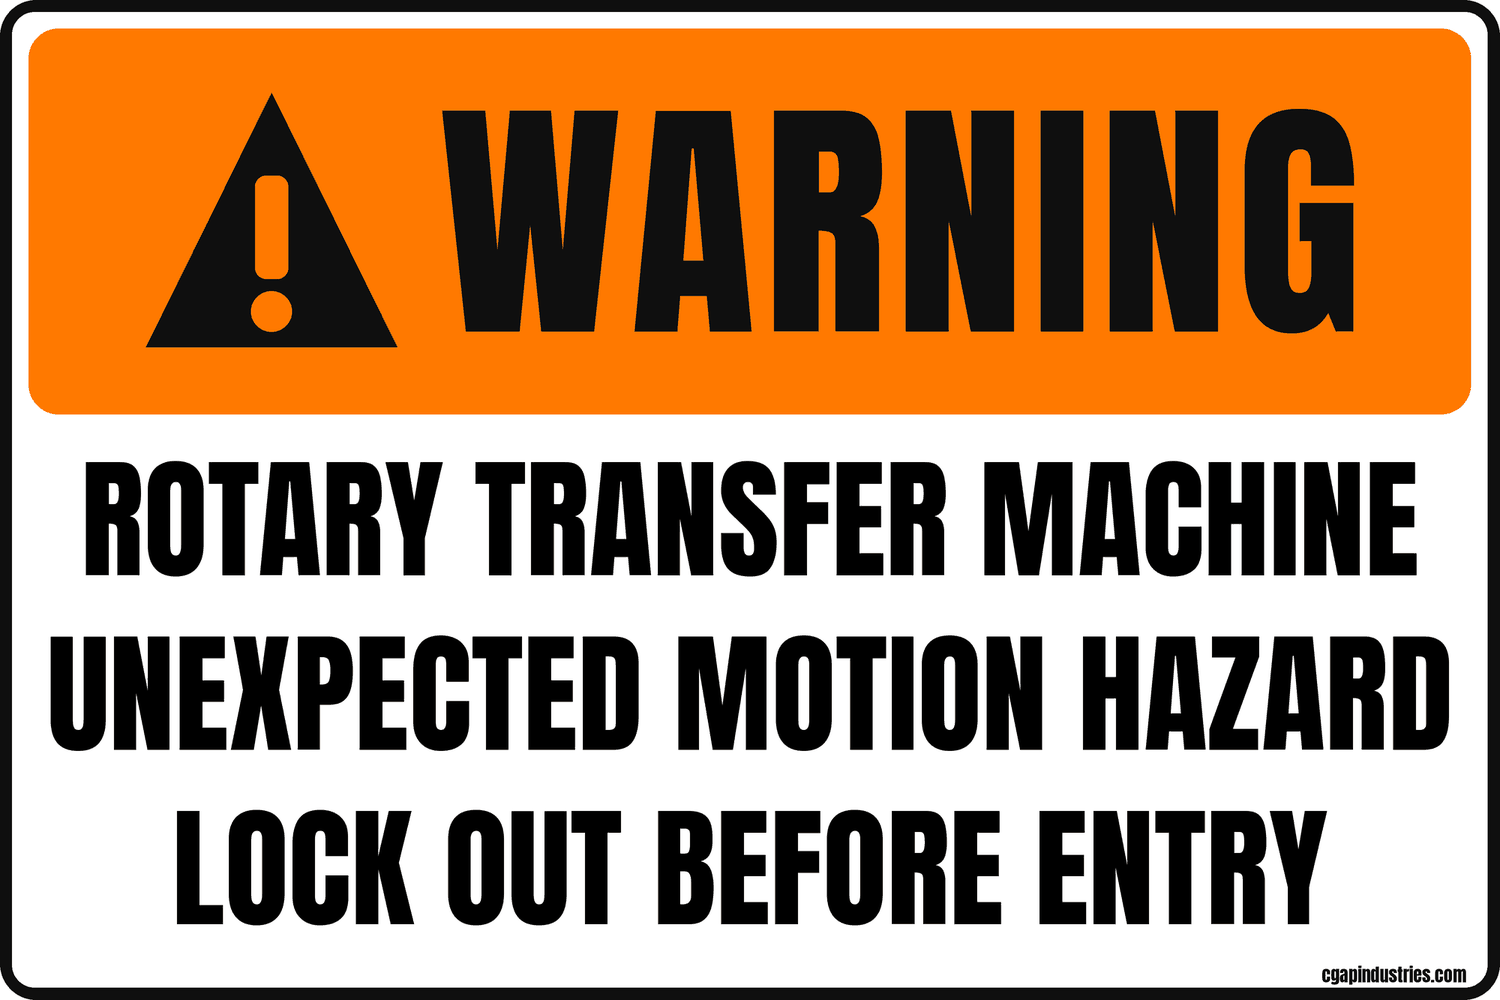 WARNING
ROTARY TRANSFER MACHINE
UNEXPECTED MOTION HAZARD
LOCK OUT BEFORE ENTRY
cgapindustries.com